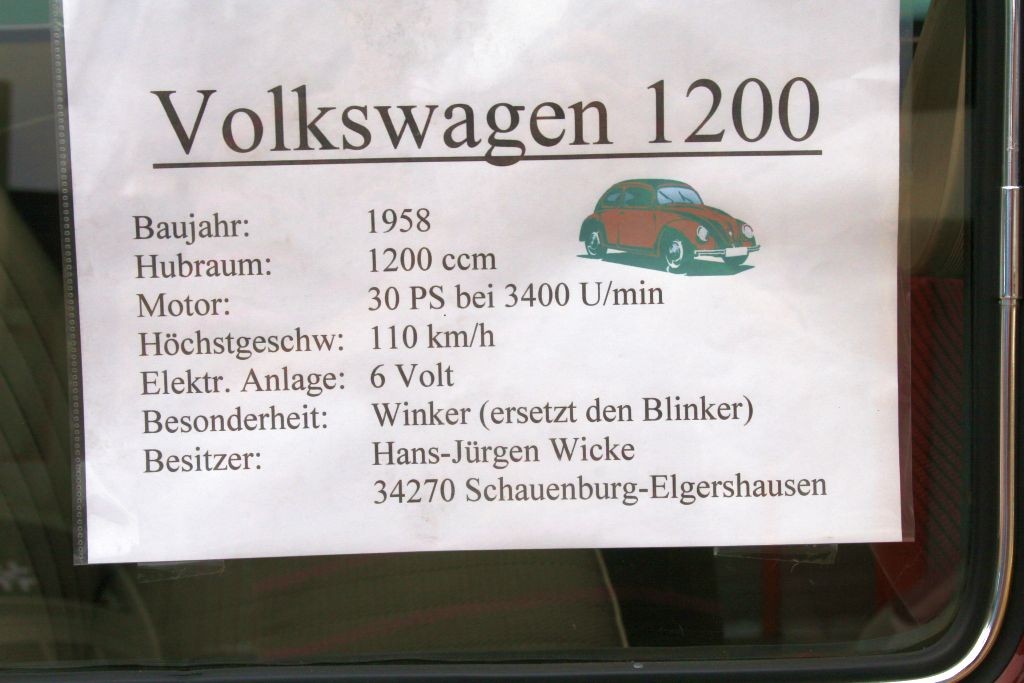 Volkswagen 1200
Baujahr: 1958
Hubraum: 1200 ccm
Motor: 30 PS bei 3400 U/min
Höchstgeschw: 110 km/h
Elektr. Anlage: 6 Volt
Besonderheit: Winker (ersetzt den Blinker)
Besitzer: Hans-Jürgen Wicke
34270 Schauenburg-Elgershausen